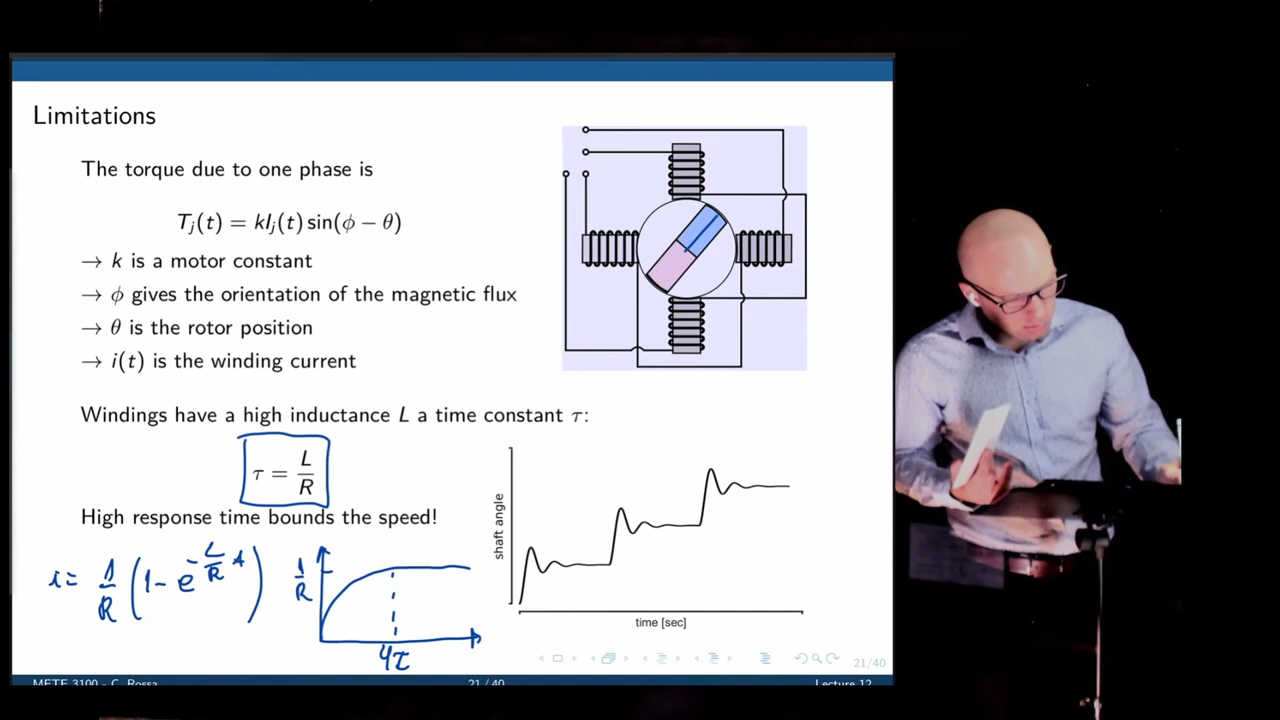 Limitations
The torque due to one phase is
Tⱼ(t) = kIⱼ(t) sin(ϕ − θ)
→ k is a motor constant
→ ϕ gives the orientation of the magnetic flux
→ θ is the rotor position
→ i(t) is the winding current
Windings have a high inductance L a time constant τ:
τ = L/R
High response time bounds the speed!
i = 1/R (1 − e^(−L/R t))
1/R
4τ
shaft angle
time [sec]
21/40
METE 3100 - C. Rossa
21 / 40
Lecture 12